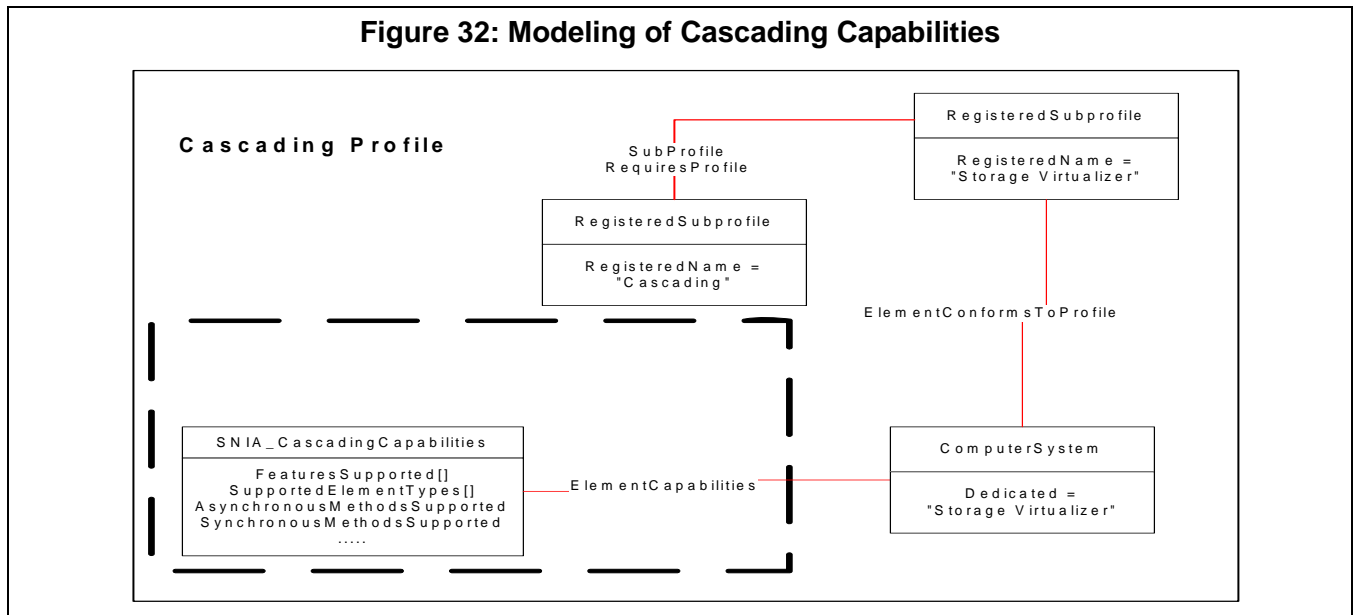 Figure 32: Modeling of Cascading Capabilities
Cascading Profile
SubProfile
RequiresProfile
RegisteredSubprofile
RegisteredName =
"Storage Virtualizer"
RegisteredSubprofile
RegisteredName =
"Cascading"
ElementConformsToProfile
SNIA_CascadingCapabilities
FeaturesSupported[]
SupportedElementTypes[]
AsynchronousMethodsSupported
SynchronousMethodsSupported
.....
ElementCapabilities
ComputerSystem
Dedicated =
"Storage Virtualizer"